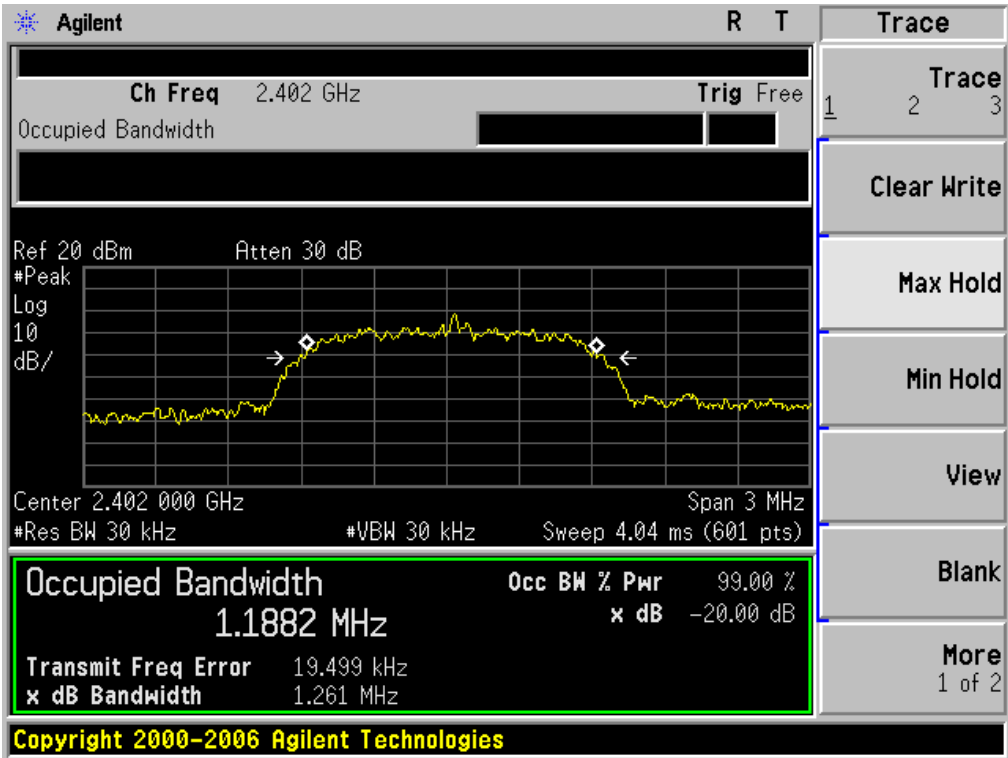 Agilent R T
Ch Freq 2.402 GHz Trig Free
Occupied Bandwidth
Ref 20 dBm Atten 30 dB
#Peak
Log
10
dB/
Center 2.402 000 GHz Span 3 MHz
#Res BW 30 kHz #VBW 30 kHz Sweep 4.04 ms (601 pts)
Occupied Bandwidth Occ BW % Pwr 99.00 %
1.1882 MHz x dB -20.00 dB
Transmit Freq Error 19.499 kHz
x dB Bandwidth 1.261 MHz
Copyright 2000-2006 Agilent Technologies
Trace
Trace
1 2 3
Clear Write
Max Hold
Min Hold
View
Blank
More
1 of 2